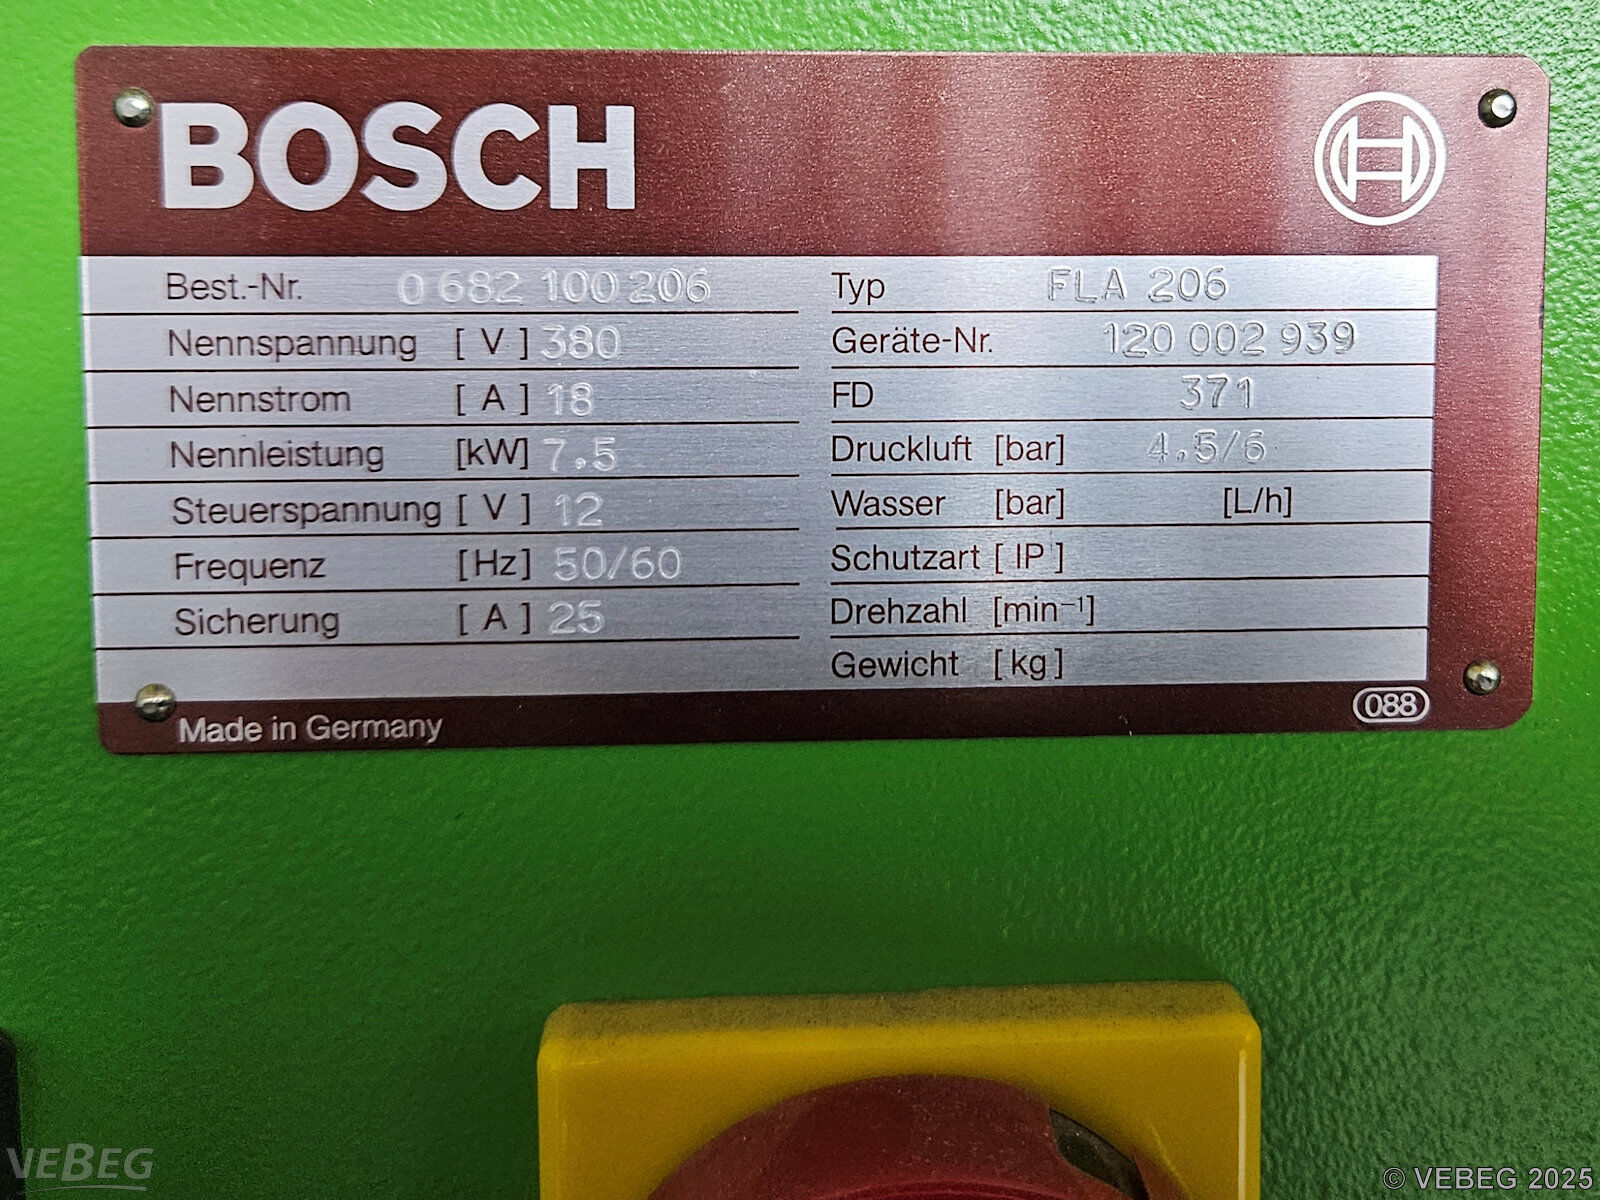 BOSCH
Best.-Nr. 0 682 100 206
Nennspannung [ V ] 380
Nennstrom [ A ] 18
Nennleistung [kW] 7.5
Steuerspannung [ V ] 12
Frequenz [Hz] 50/60
Sicherung [ A ] 25
Typ FLA 206
Geräte-Nr. 120 002 939
FD 371
Druckluft [bar] 4.5/6
Wasser [bar] [L/h]
Schutzart [ IP ]
Drehzahl [min⁻¹]
Gewicht [ kg ]
Made in Germany
088
VEBEG
© VEBEG 2025